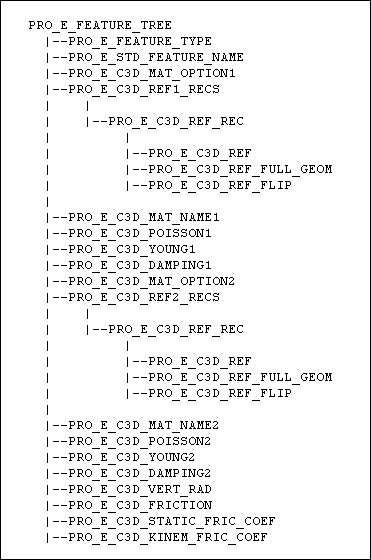 PRO_E_FEATURE_TREE
|--PRO_E_FEATURE_TYPE
|--PRO_E_STD_FEATURE_NAME
|--PRO_E_C3D_MAT_OPTION1
|--PRO_E_C3D_REF1_RECS
| |
| |--PRO_E_C3D_REF_REC
| |
| |--PRO_E_C3D_REF
| |--PRO_E_C3D_REF_FULL_GEOM
| |--PRO_E_C3D_REF_FLIP
|
|--PRO_E_C3D_MAT_NAME1
|--PRO_E_C3D_POISSON1
|--PRO_E_C3D_YOUNG1
|--PRO_E_C3D_DAMPING1
|--PRO_E_C3D_MAT_OPTION2
|--PRO_E_C3D_REF2_RECS
| |
| |--PRO_E_C3D_REF_REC
| |
| |--PRO_E_C3D_REF
| |--PRO_E_C3D_REF_FULL_GEOM
| |--PRO_E_C3D_REF_FLIP
|
|--PRO_E_C3D_MAT_NAME2
|--PRO_E_C3D_POISSON2
|--PRO_E_C3D_YOUNG2
|--PRO_E_C3D_DAMPING2
|--PRO_E_C3D_VERT_RAD
|--PRO_E_C3D_FRICTION
|--PRO_E_C3D_STATIC_FRIC_COEF
|--PRO_E_C3D_KINEM_FRIC_COEF